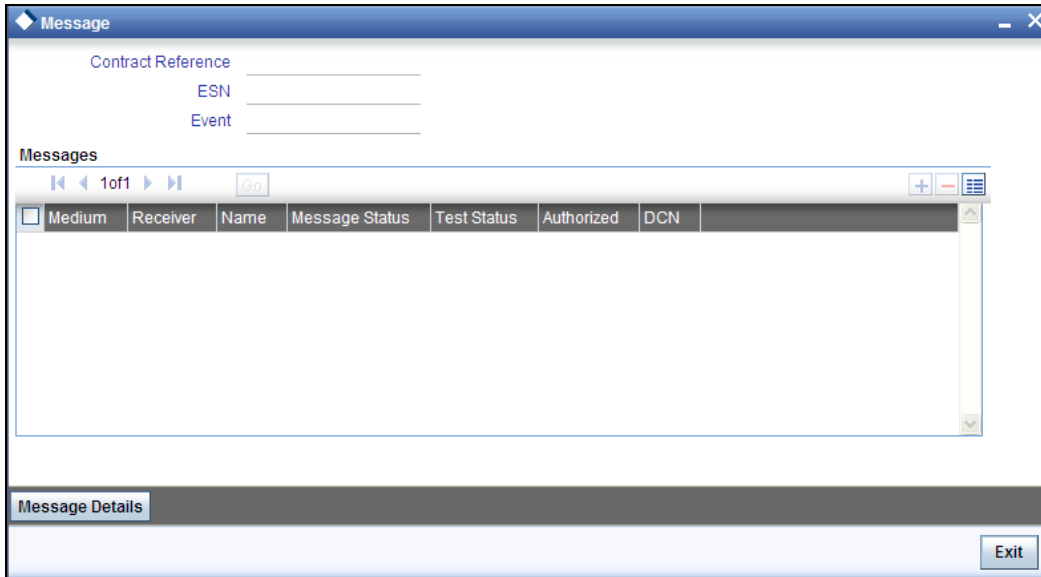 Message
Contract Reference
ESN
Event
Messages
1of1 Go
Medium Receiver Name Message Status Test Status Authorized DCN
Message Details
Exit